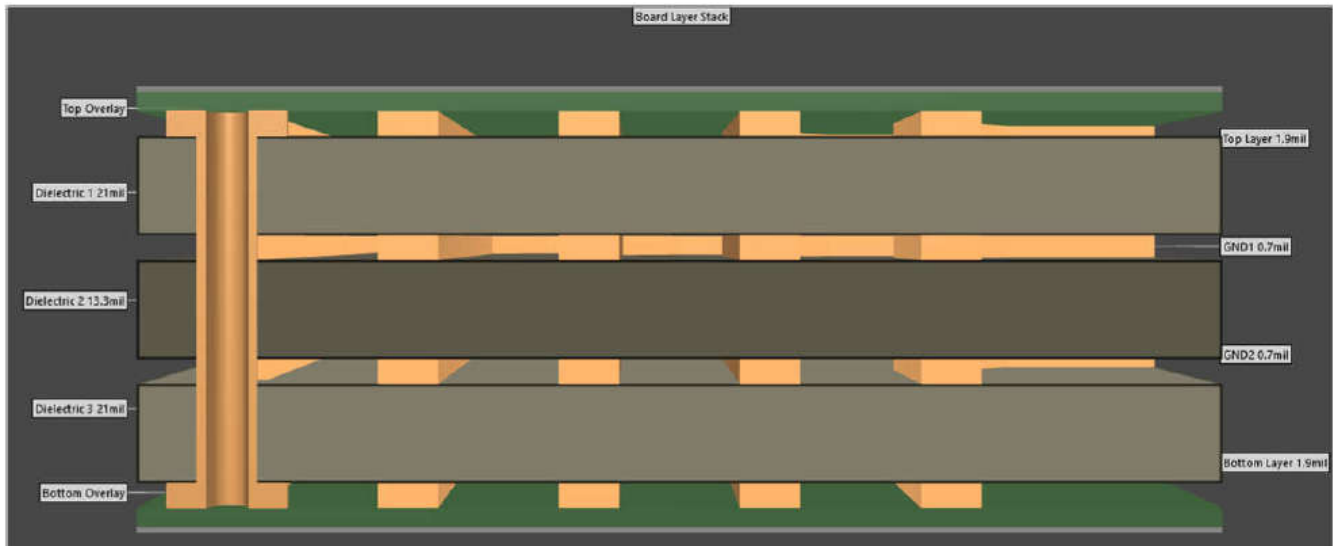 Board Layer Stack
Top Overlay
Top Layer 1.9mil
Dielectric 1 21mil
GND1 0.7mil
Dielectric 2 13.3mil
GND2 0.7mil
Dielectric 3 21mil
Bottom Layer 1.9mil
Bottom Overlay